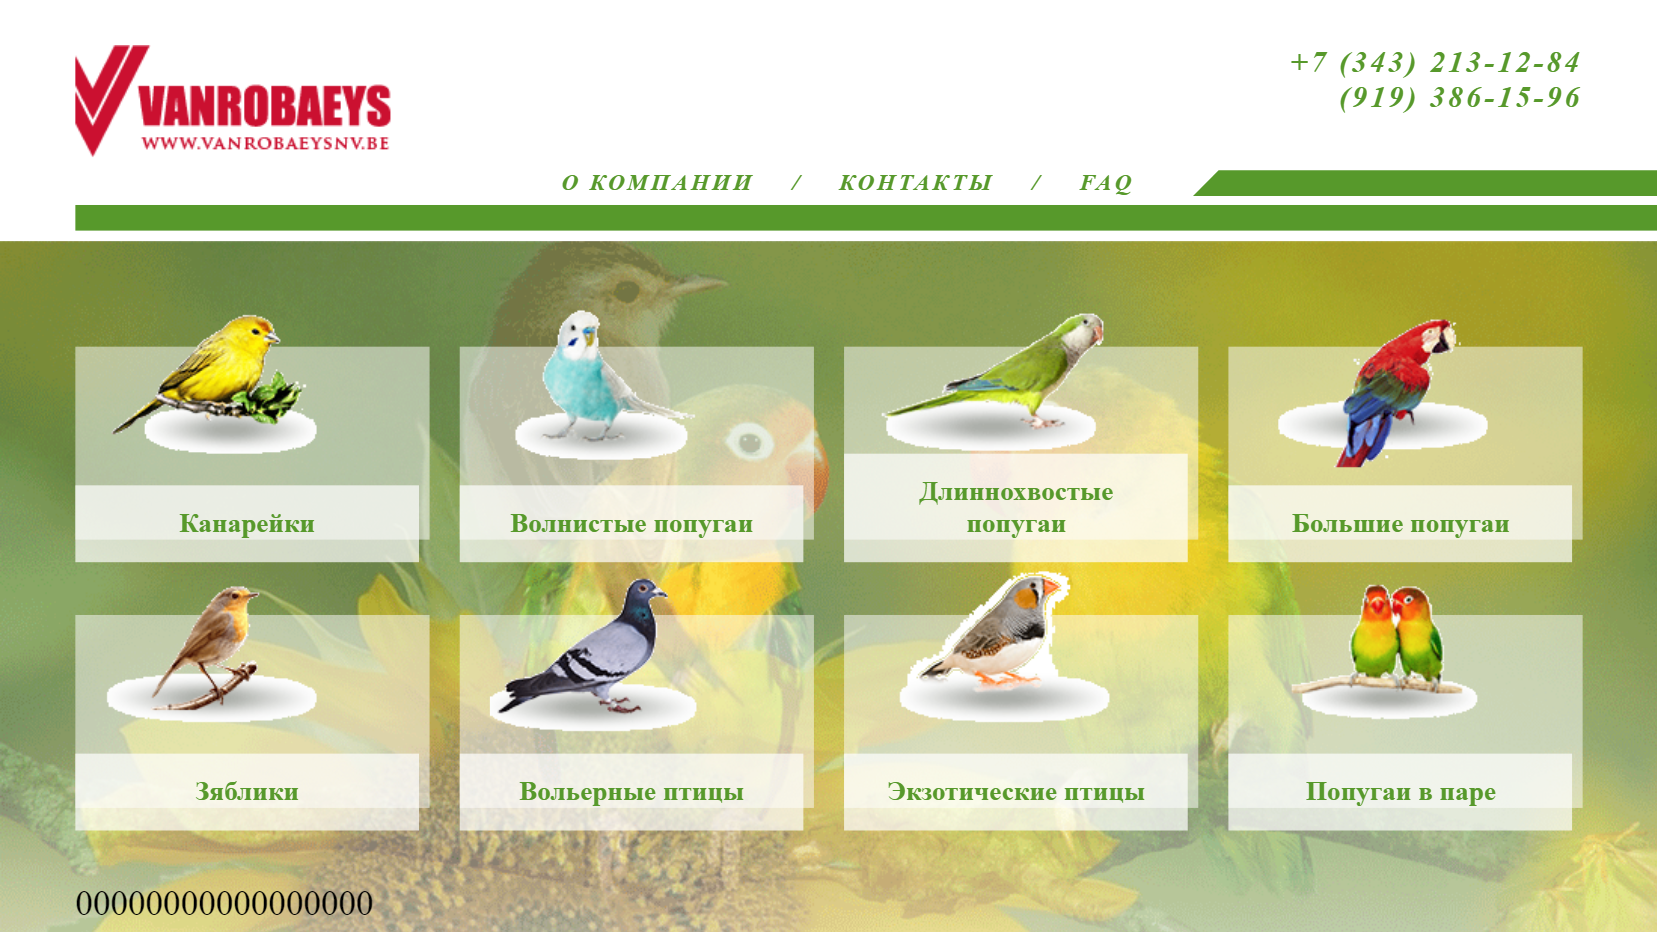 VANROBAEYS
WWW.VANROBAEYSNV.BE
+7 (343) 213-12-84
(919) 386-15-96
О КОМПАНИИ / КОНТАКТЫ / FAQ
Канарейки
Волнистые попугаи
Длиннохвостые
попугаи
Большие попугаи
Зяблики
Вольерные птицы
Экзотические птицы
Попугаи в паре
00000000000000000